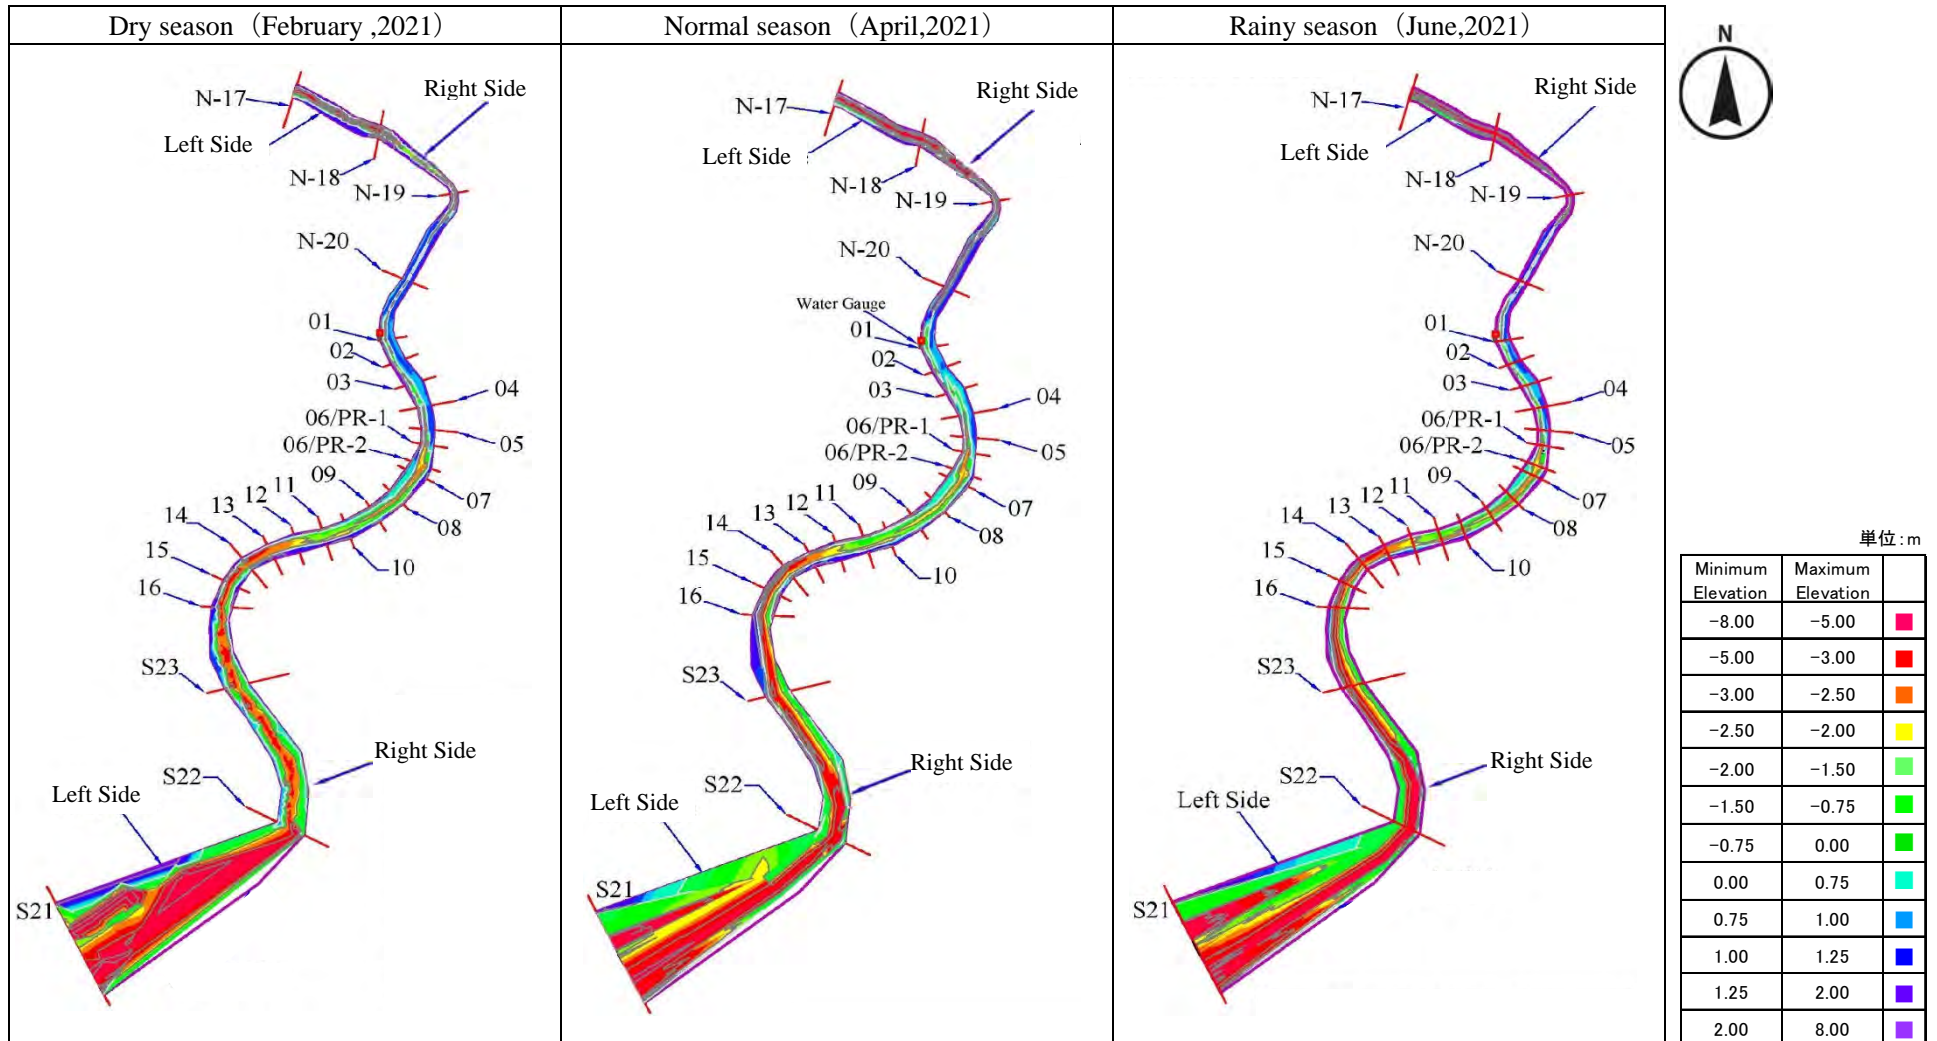 Dry season（February ,2021）
Normal season（April,2021）
Rainy season（June,2021）
N-17
Right Side
Left Side
N-18
N-19
N-20
01
02
03
04
06/PR-1
06/PR-2
05
09
11
12
13
14
07
08
15
10
16
S23
Right Side
S22
Left Side
S21
N-17
Right Side
Left Side
N-18
N-19
N-20
Water Gauge
01
02
03
04
06/PR-1
06/PR-2
05
09
11
12
13
14
07
08
15
10
16
S23
Right Side
S22
Left Side
S21
N-17
Right Side
Left Side
N-18
N-19
N-20
01
02
03
04
06/PR-1
06/PR-2
05
09
11
12
13
14
07
08
15
10
16
S23
Right Side
S22
Left Side
S21
N
単位:m
Minimum Elevation Maximum Elevation
-8.00 -5.00
-5.00 -3.00
-3.00 -2.50
-2.50 -2.00
-2.00 -1.50
-1.50 -0.75
-0.75 0.00
0.00 0.75
0.75 1.00
1.00 1.25
1.25 2.00
2.00 8.00